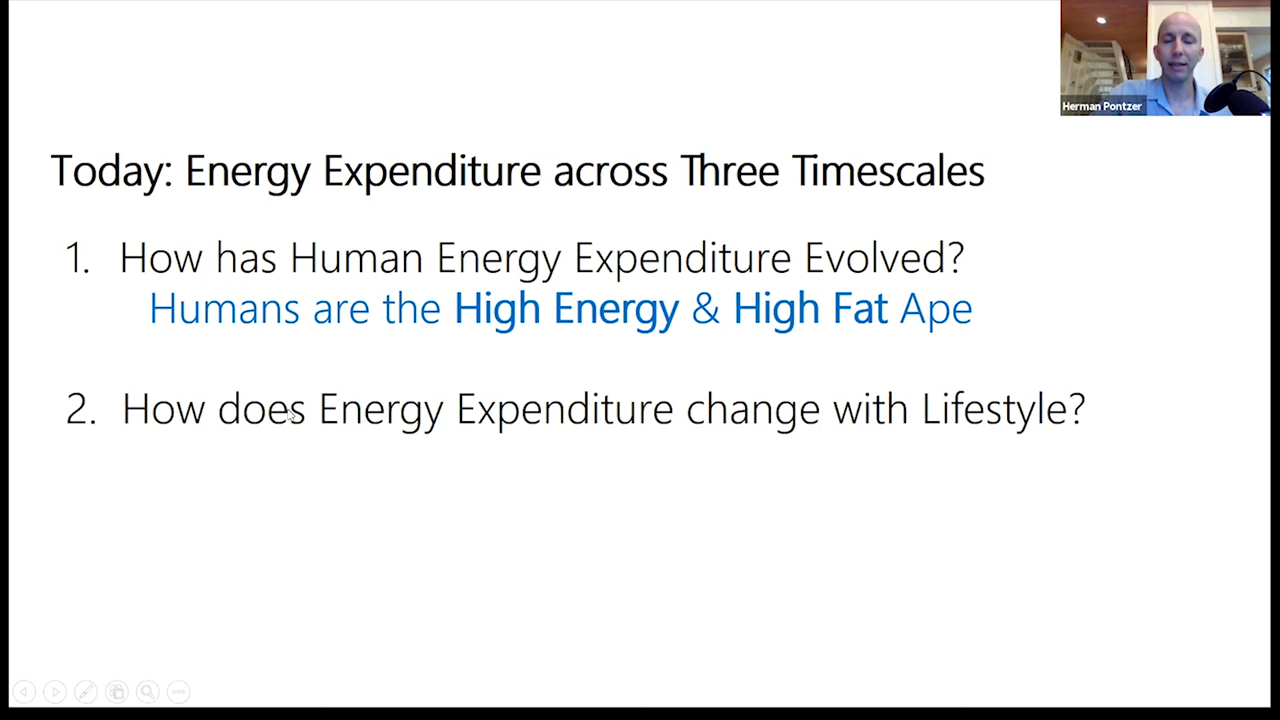 Herman Pontzer
Today: Energy Expenditure across Three Timescales
1. How has Human Energy Expenditure Evolved?
Humans are the High Energy & High Fat Ape
2. How does Energy Expenditure change with Lifestyle?